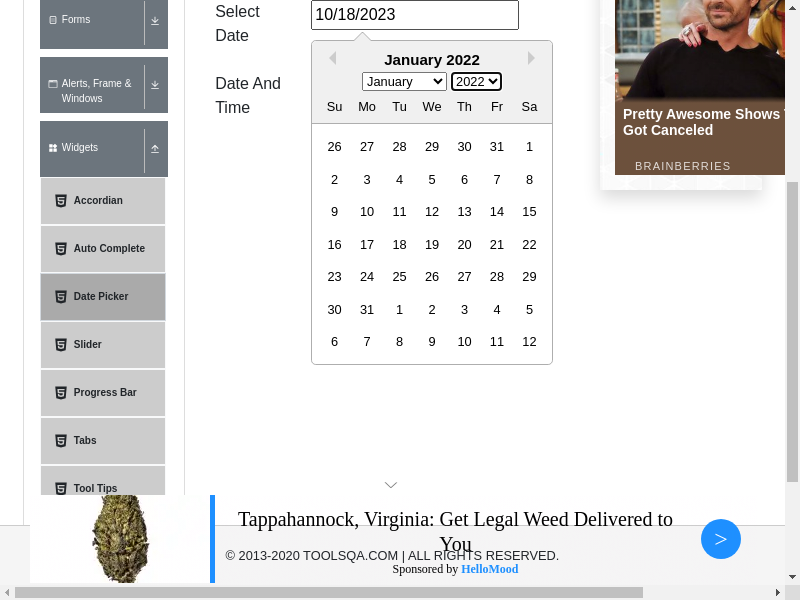 Forms
Alerts, Frame &
Windows
Widgets
Accordian
Auto Complete
Date Picker
Slider
Progress Bar
Tabs
Tool Tips
Select
Date
10/18/2023
January 2022
January 2022
Su Mo Tu We Th Fr Sa
26 27 28 29 30 31 1
2 3 4 5 6 7 8
9 10 11 12 13 14 15
16 17 18 19 20 21 22
23 24 25 26 27 28 29
30 31 1 2 3 4 5
6 7 8 9 10 11 12
Date And
Time
Pretty Awesome Shows
Got Canceled
BRAINBERRIES
Tappahannock, Virginia: Get Legal Weed Delivered to
You
© 2013-2020 TOOLSQA.COM | ALL RIGHTS RESERVED.
Sponsored by HelloMood
>